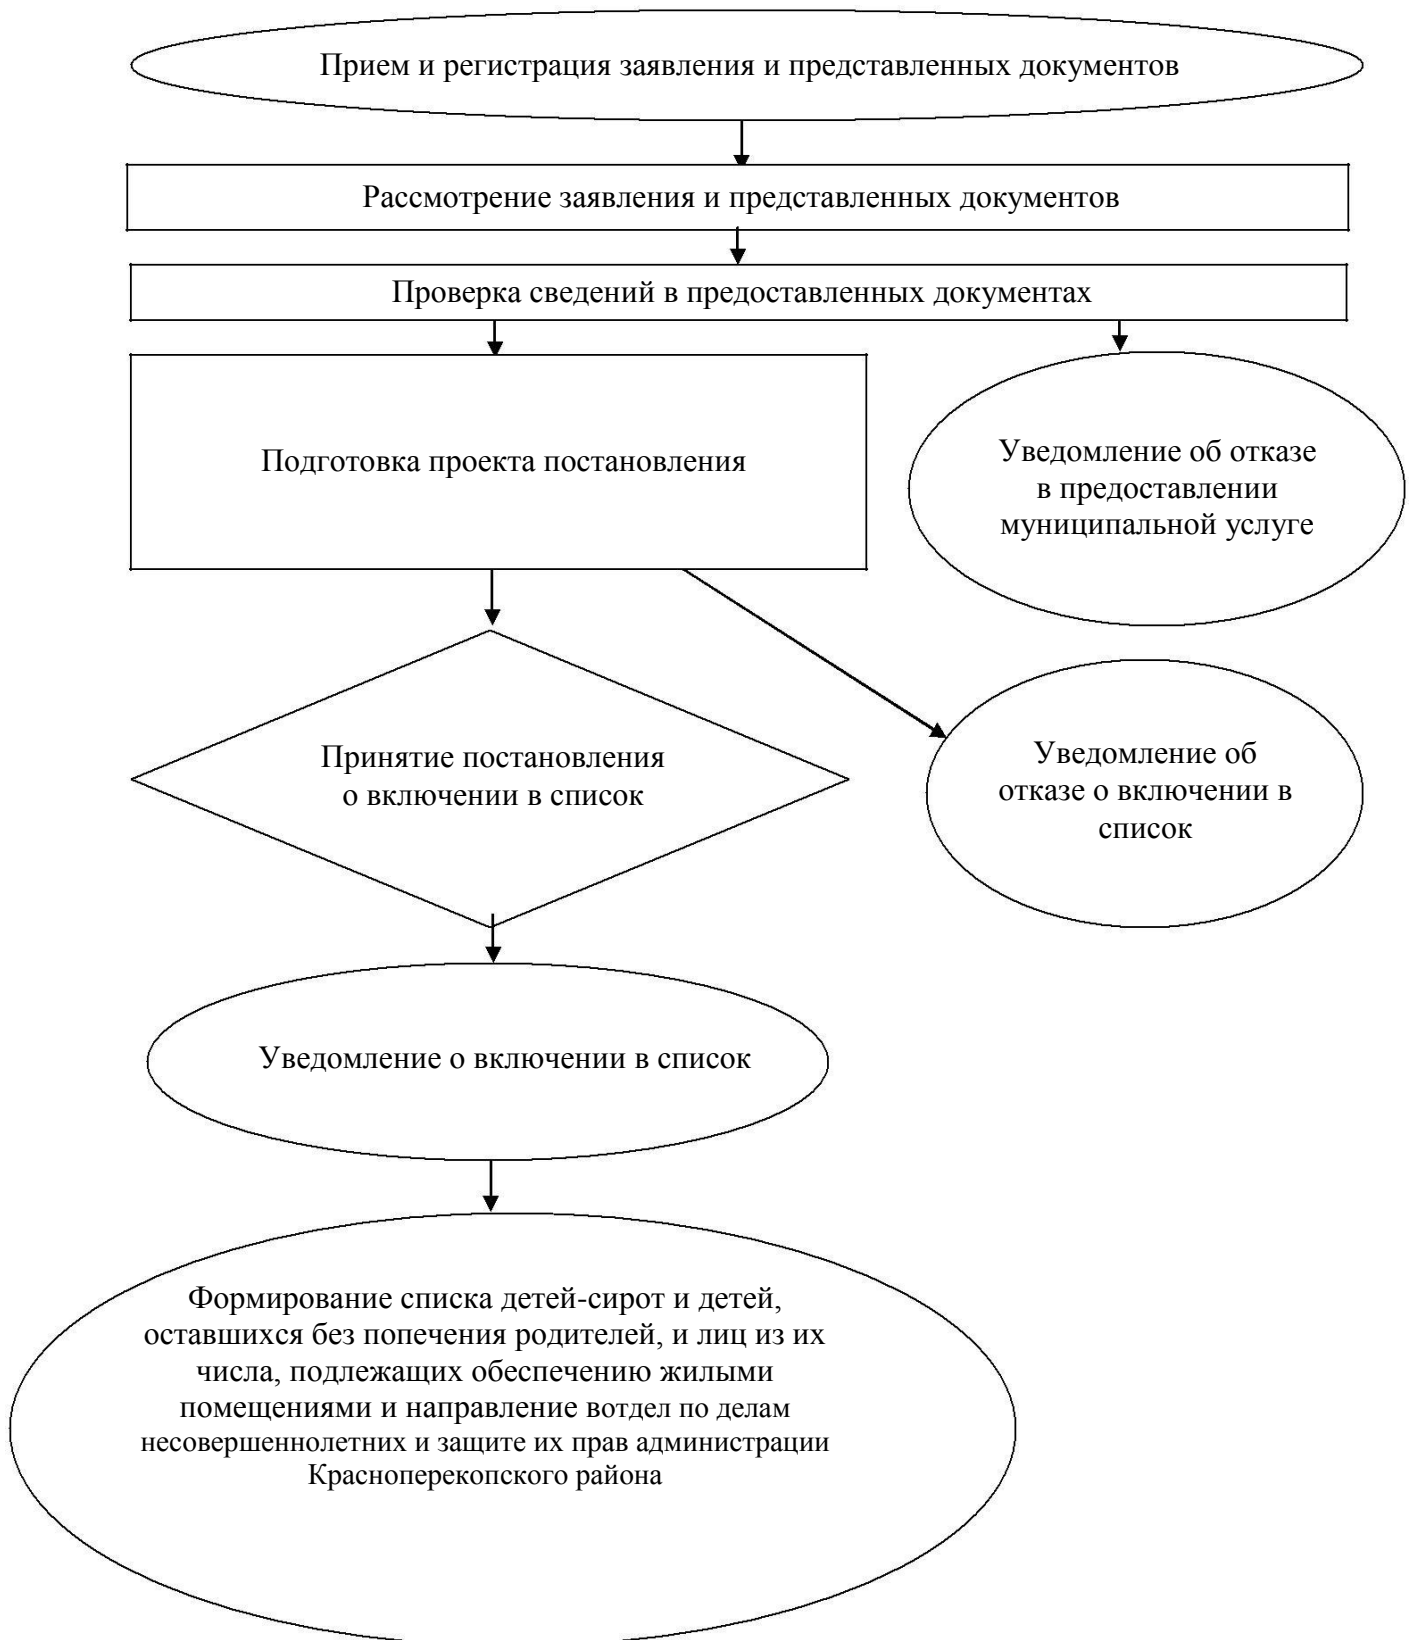 Прием и регистрация заявления и представленных документов
Рассмотрение заявления и представленных документов
Проверка сведений в предоставленных документах
Подготовка проекта постановления
Уведомление об отказе
в предоставлении
муниципальной услуге
Принятие постановления
о включении в список
Уведомление об
отказе о включении в
список
Уведомление о включении в список
Формирование списка детей-сирот и детей,
оставшихся без попечения родителей, и лиц из их
числа, подлежащих обеспечению жилыми
помещениями и направление вотдел по делам
несовершеннолетних и защите их прав администрации
Красноперекопского района